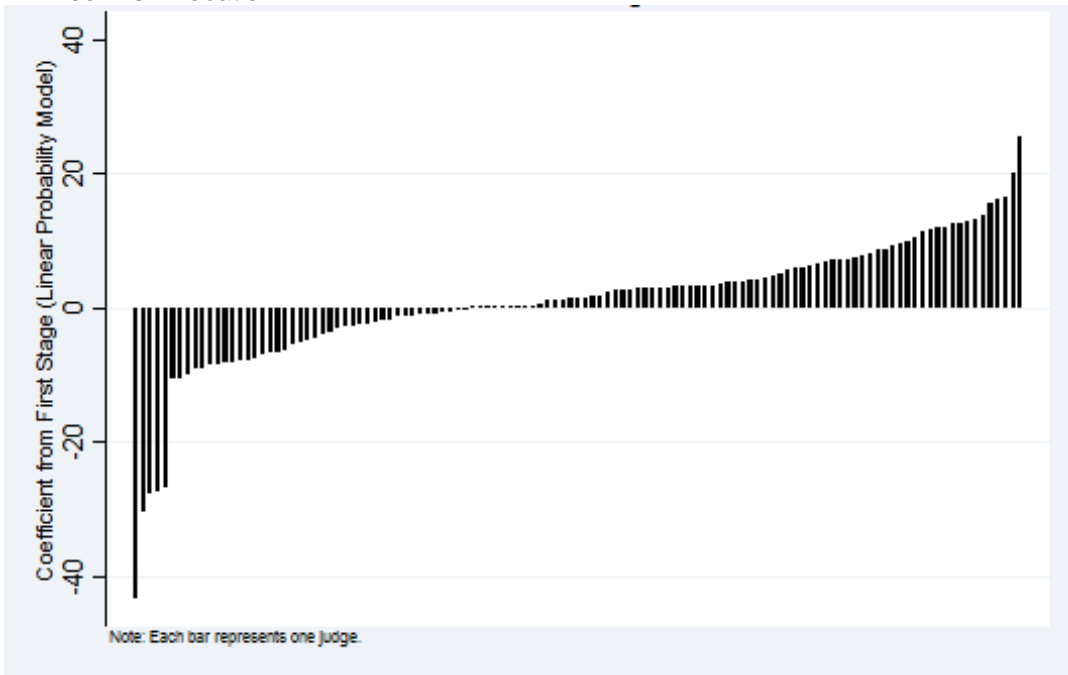 Coefficient from First Stage (Linear Probability Model)
40
20
0
-20
-40
Note: Each bar represents one judge.